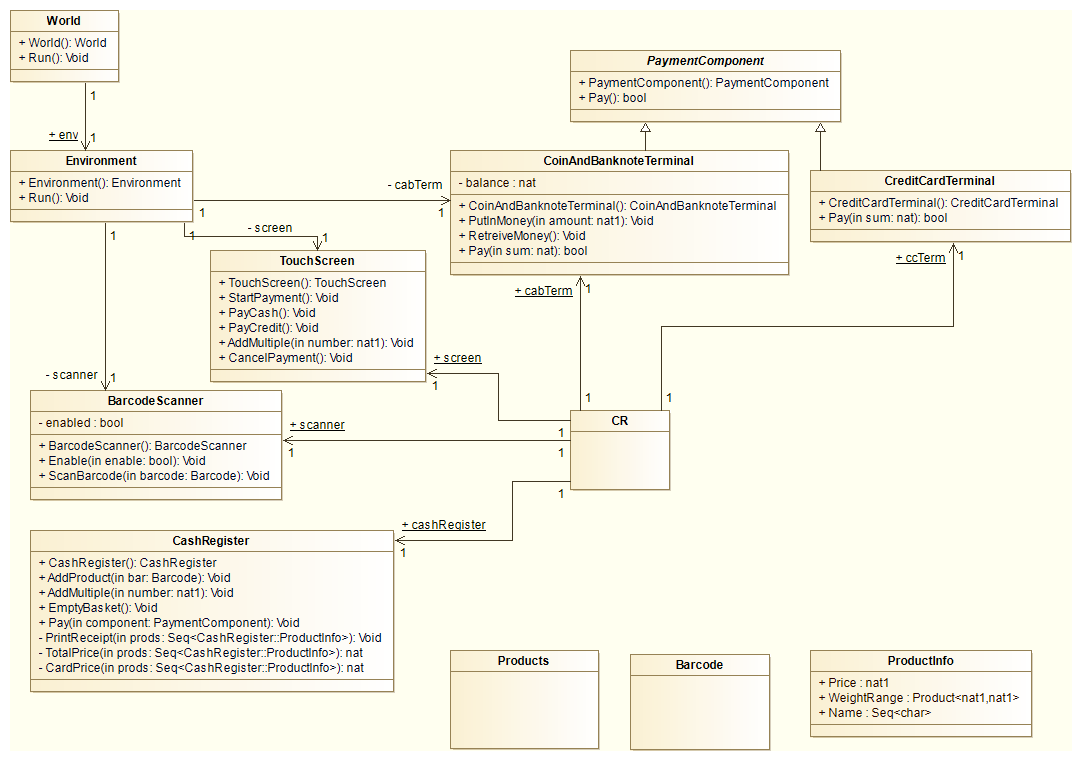 World
+ World(): World
+ Run(): Void
1
+ env
1
Environment
+ Environment(): Environment
+ Run(): Void
1
- cabTerm
1
1
1
- screen
1
- scanner
1
PaymentComponent
+ PaymentComponent(): PaymentComponent
+ Pay(): bool
CoinAndBanknoteTerminal
- balance : nat
+ CoinAndBanknoteTerminal(): CoinAndBanknoteTerminal
+ PutInMoney(in amount: nat1): Void
+ RetreiveMoney(): Void
+ Pay(in sum: nat): bool
CreditCardTerminal
+ CreditCardTerminal(): CreditCardTerminal
+ Pay(in sum: nat): bool
+ ccTerm
1
+ cabTerm
1
TouchScreen
+ TouchScreen(): TouchScreen
+ StartPayment(): Void
+ PayCash(): Void
+ PayCredit(): Void
+ AddMultiple(in number: nat1): Void
+ CancelPayment(): Void
+ screen
1
BarcodeScanner
- enabled : bool
+ BarcodeScanner(): BarcodeScanner
+ Enable(in enable: bool): Void
+ ScanBarcode(in barcode: Barcode): Void
+ scanner
1
1
1
CR
1
1
1
+ cashRegister
1
CashRegister
+ CashRegister(): CashRegister
+ AddProduct(in bar: Barcode): Void
+ AddMultiple(in number: nat1): Void
+ EmptyBasket(): Void
+ Pay(in component: PaymentComponent): Void
- PrintReceipt(in prods: Seq<CashRegister::ProductInfo>): Void
- TotalPrice(in prods: Seq<CashRegister::ProductInfo>): nat
- CardPrice(in prods: Seq<CashRegister::ProductInfo>): nat
Products
Barcode
ProductInfo
+ Price : nat1
+ WeightRange : Product<nat1,nat1>
+ Name : Seq<char>